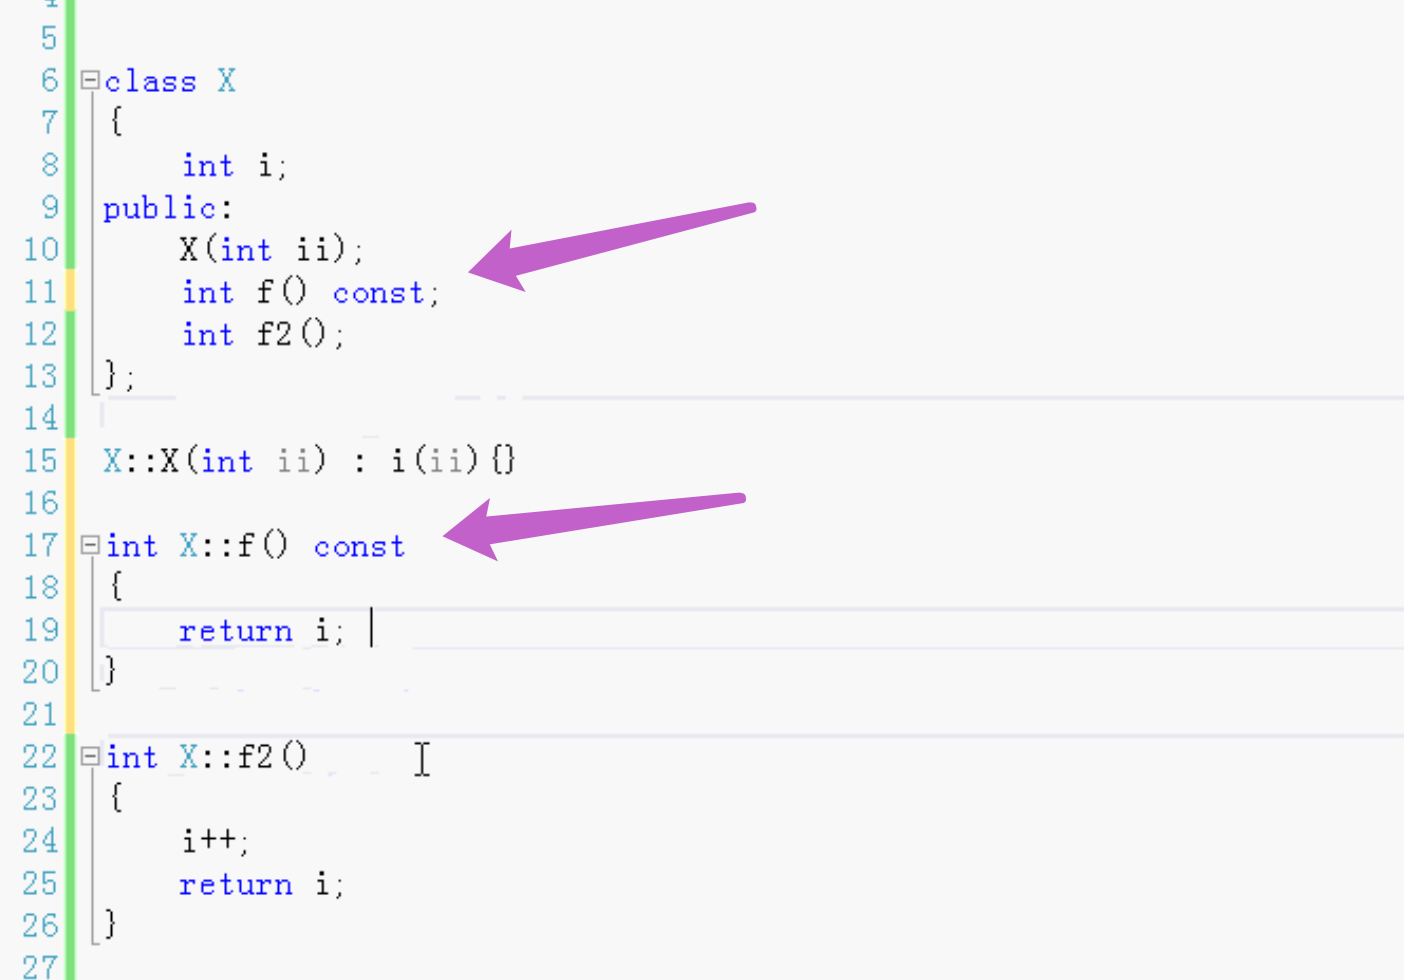 4
5
6 class X
7 {
8 int i;
9 public:
10 X(int ii);
11 int f() const;
12 int f2();
13 };
14
15 X::X(int ii) : i(ii){}
16
17 int X::f() const
18 {
19 return i;
20 }
21
22 int X::f2()
23 {
24 i++;
25 return i;
26 }
27